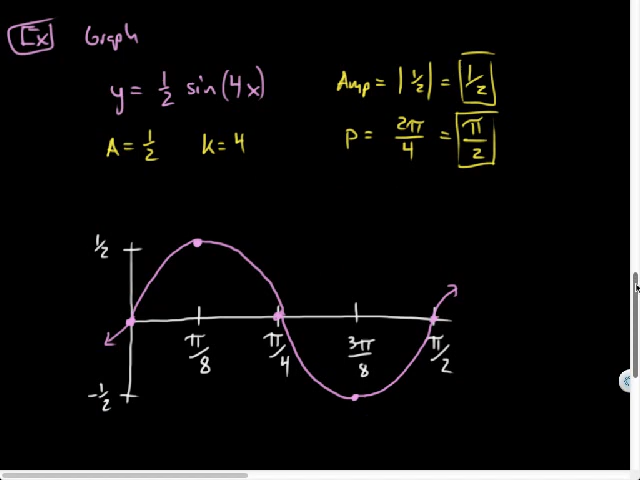 Ex Graph
y = 1/2 sin(4x)
A = 1/2 K = 4
Amp = |1/2| = 1/2
P = 2π/4 = π/2
1/2
π/8 π/4 3π/8 π/2
-1/2